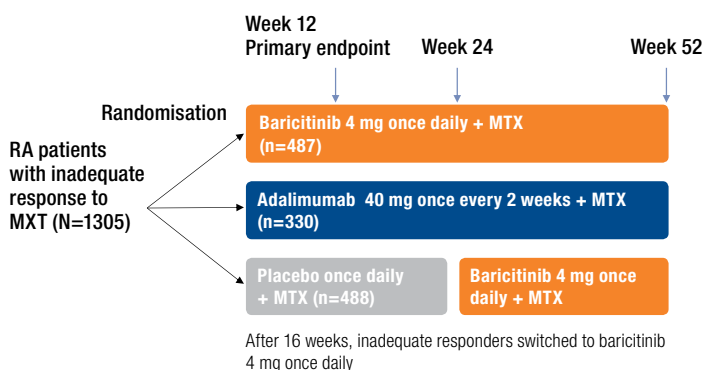 Week 12
Primary endpoint
Week 24
Week 52
Randomisation
RA patients
with inadequate
response to
MXT (N=1305)
Baricitinib 4 mg once daily + MTX
(n=487)
Adalimumab 40 mg once every 2 weeks + MTX
(n=330)
Placebo once daily
+ MTX (n=488)
Baricitinib 4 mg once
daily + MTX
After 16 weeks, inadequate responders switched to baricitinib
4 mg once daily